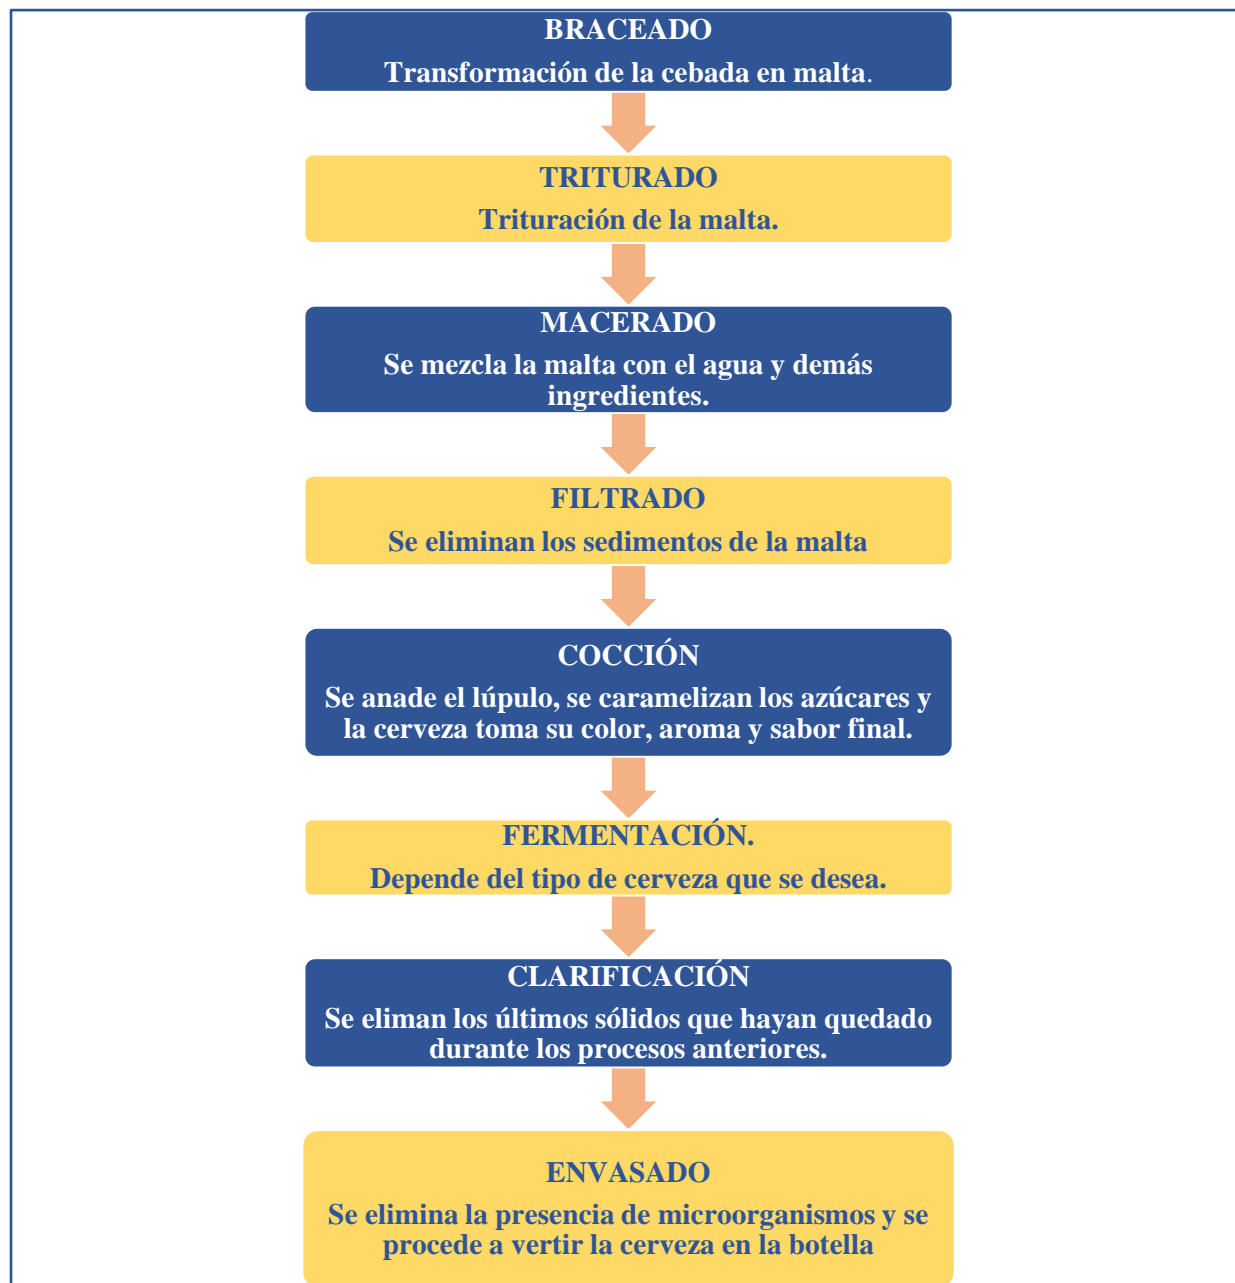 BRACEADO
Transformación de la cebada en malta.
TRITURADO
Trituración de la malta.
MACERADO
Se mezcla la malta con el agua y demás
ingredientes.
FILTRADO
Se eliminan los sedimentos de la malta
COCCIÓN
Se anade el lúpulo, se caramelizan los azúcares y
la cerveza toma su color, aroma y sabor final.
FERMENTACIÓN.
Depende del tipo de cerveza que se desea.
CLARIFICACIÓN
Se eliman los últimos sólidos que hayan quedado
durante los procesos anteriores.
ENVASADO
Se elimina la presencia de microorganismos y se
procede a vertir la cerveza en la botella